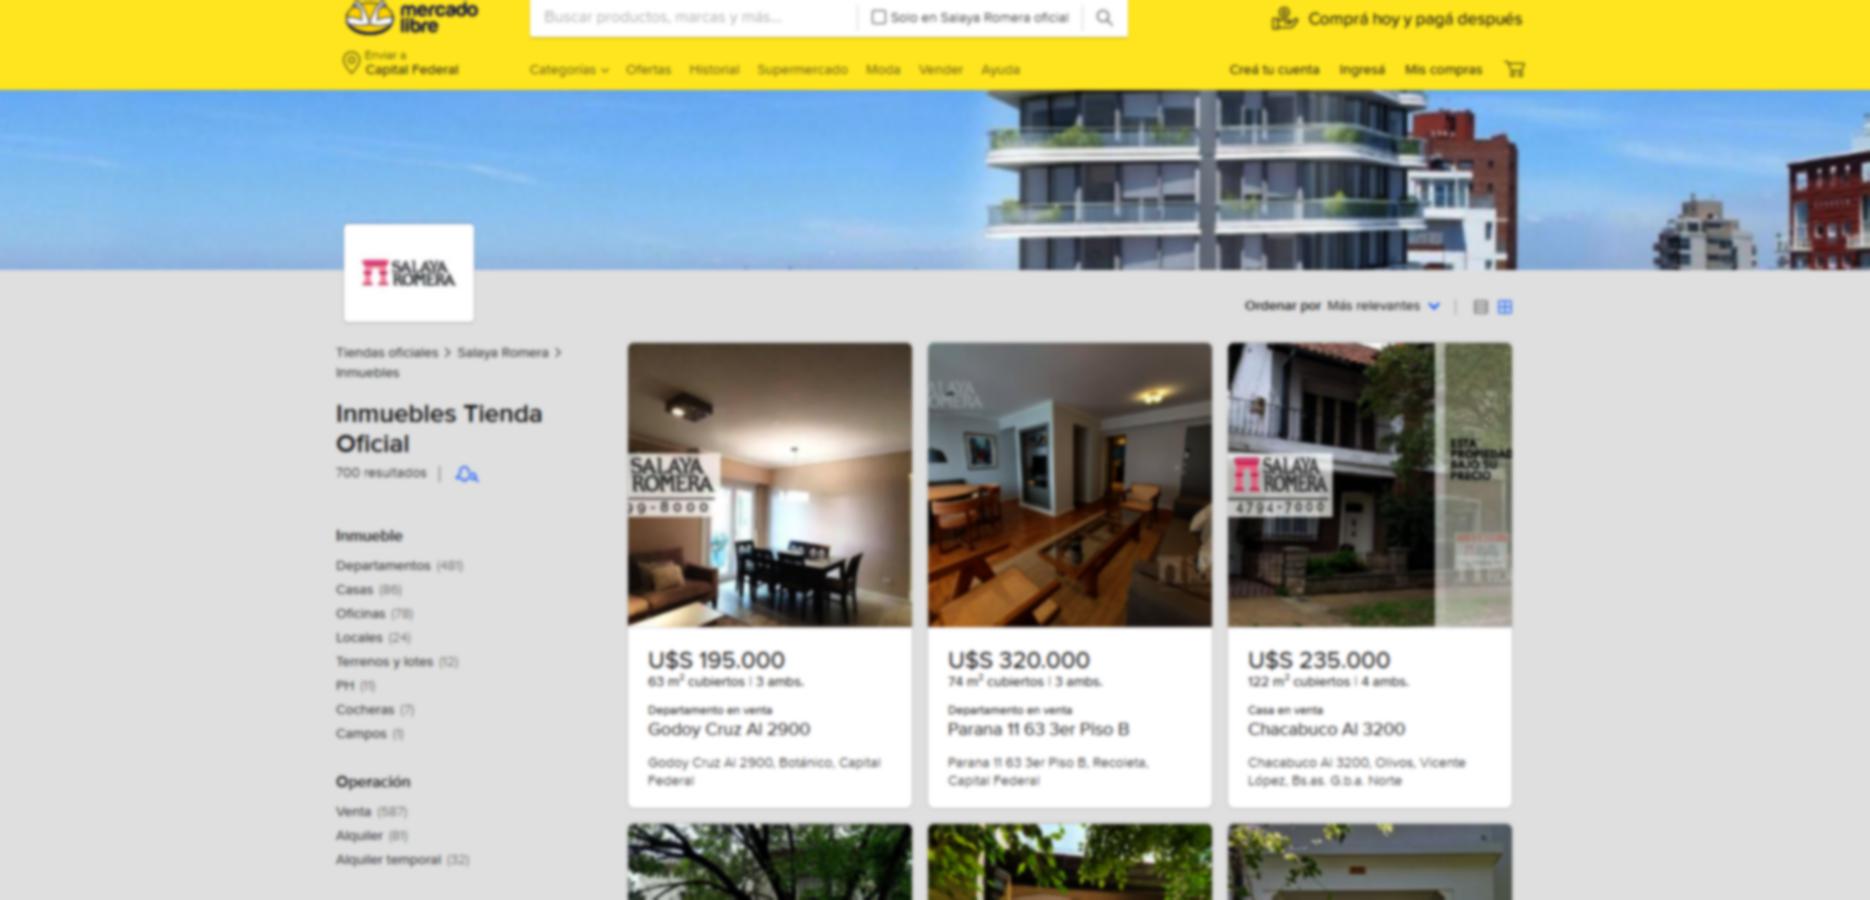 mercado
libre
Buscar productos, marcas y más...
Solo en Salaya Romera oficial
Comprá hoy y pagá después
Enviar a
Capital Federal
Categorías
Ofertas
Historial
Supermercado
Moda
Vender
Ayuda
Creá tu cuenta
Ingresá
Mis compras
SALAYA
ROMERA
Ordenar por Más relevantes
Tiendas oficiales > Salaya Romera >
Inmuebles
Inmuebles Tienda
Oficial
700 resultados
Inmueble
Departamentos (481)
Casas (86)
Oficinas (78)
Locales (24)
Terrenos y lotes (12)
PH (11)
Cocheras (7)
Campos (1)
Operación
Venta (587)
Alquiler (81)
Alquiler temporal (32)
SALAYA
ROMERA
99-8000
U$S 195.000
63 m² cubiertos | 3 ambs.
Departamento en venta
Godoy Cruz Al 2900
Godoy Cruz Al 2900, Botánico, Capital
Federal
U$S 320.000
74 m² cubiertos | 3 ambs.
Departamento en venta
Parana 11 63 3er Piso B
Parana 11 63 3er Piso B, Recoleta,
Capital Federal
SALAYA
ROMERA
4794-7000
ESTA
PROPIEDAD
BAJO SU
PRECIO
U$S 235.000
122 m² cubiertos | 4 ambs.
Casa en venta
Chacabuco Al 3200
Chacabuco Al 3200, Olivos, Vicente
López, Bs.as. G.b.a. Norte